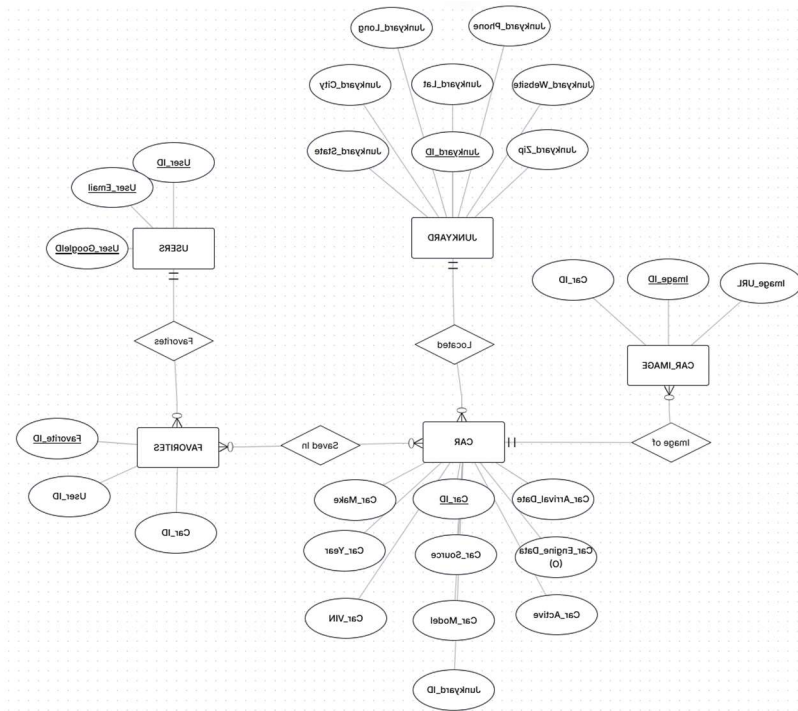 Junkyard_Long
Junkyard_Phone
Junkyard_City
Junkyard_Lat
Junkyard_Website
Junkyard_State
Junkyard_ID
Junkyard_Zip
User_ID
User_Email
User_GoogleID
USERS
JUNKYARD
Car_ID
Image_ID
Image_URL
Favorites
Located
CAR_IMAGE
Favorite_ID
FAVORITES
Saved In
CAR
Image of
User_ID
Car_ID
Car_Make
Car_ID
Car_Arrival_Date
Car_Year
Car_Source
Car_Engine_Data
(O)
Car_VIN
Car_Model
Car_Active
Junkyard_ID